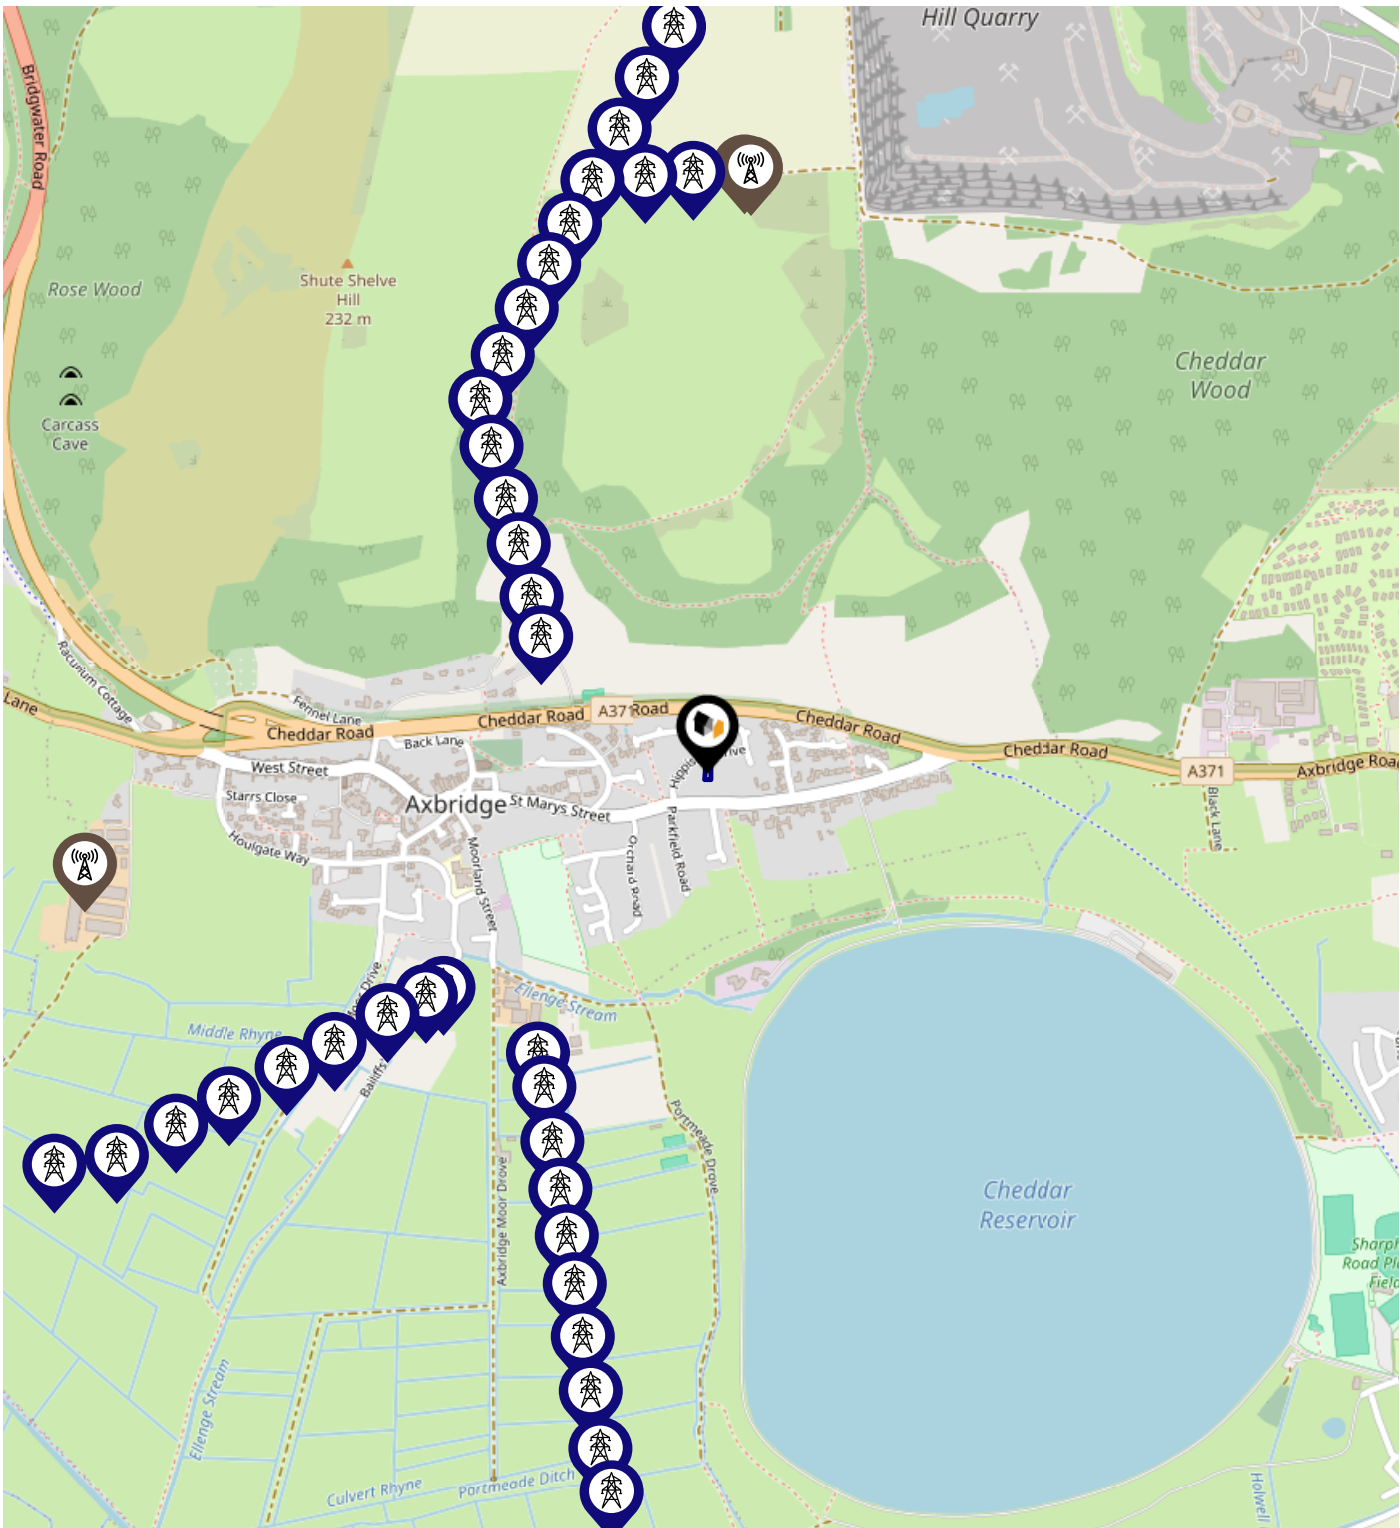 Hill Quarry
Bridgwater Road
Rose Wood
Shute Shelve
Hill
232 m
Cheddar
Wood
Carcass
Cave
Racunium Cottage
Lane
Fennel Lane
Cheddar Road
Cheddar Road
A371
Road
Cheddar Road
Cheddar Road
A371
Axbridge Road
Back Lane
West Street
Starrs Close
Axbridge
St Marys Street
Black Lane
Houlgate Way
Moorland Street
Orchard Road
Parkfield Road
Middle Rhyne
Ellenge Stream
Portmeade Drove
Axbridge Moor Drove
Cheddar
Reservoir
Ellenge Stream
Culvert Rhyne
Portmeade Ditch
Holwell